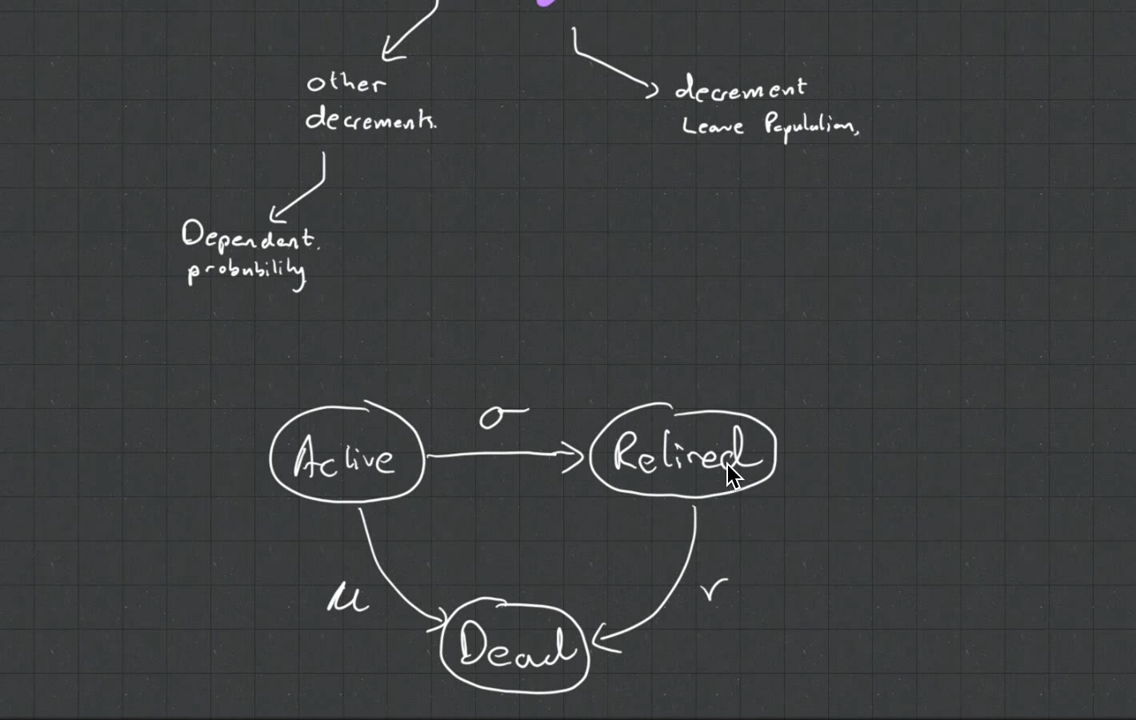 other
decrements.
decrement
Leave Population,
Dependent.
probability
σ
Active
Retired
μ
ν
Dead